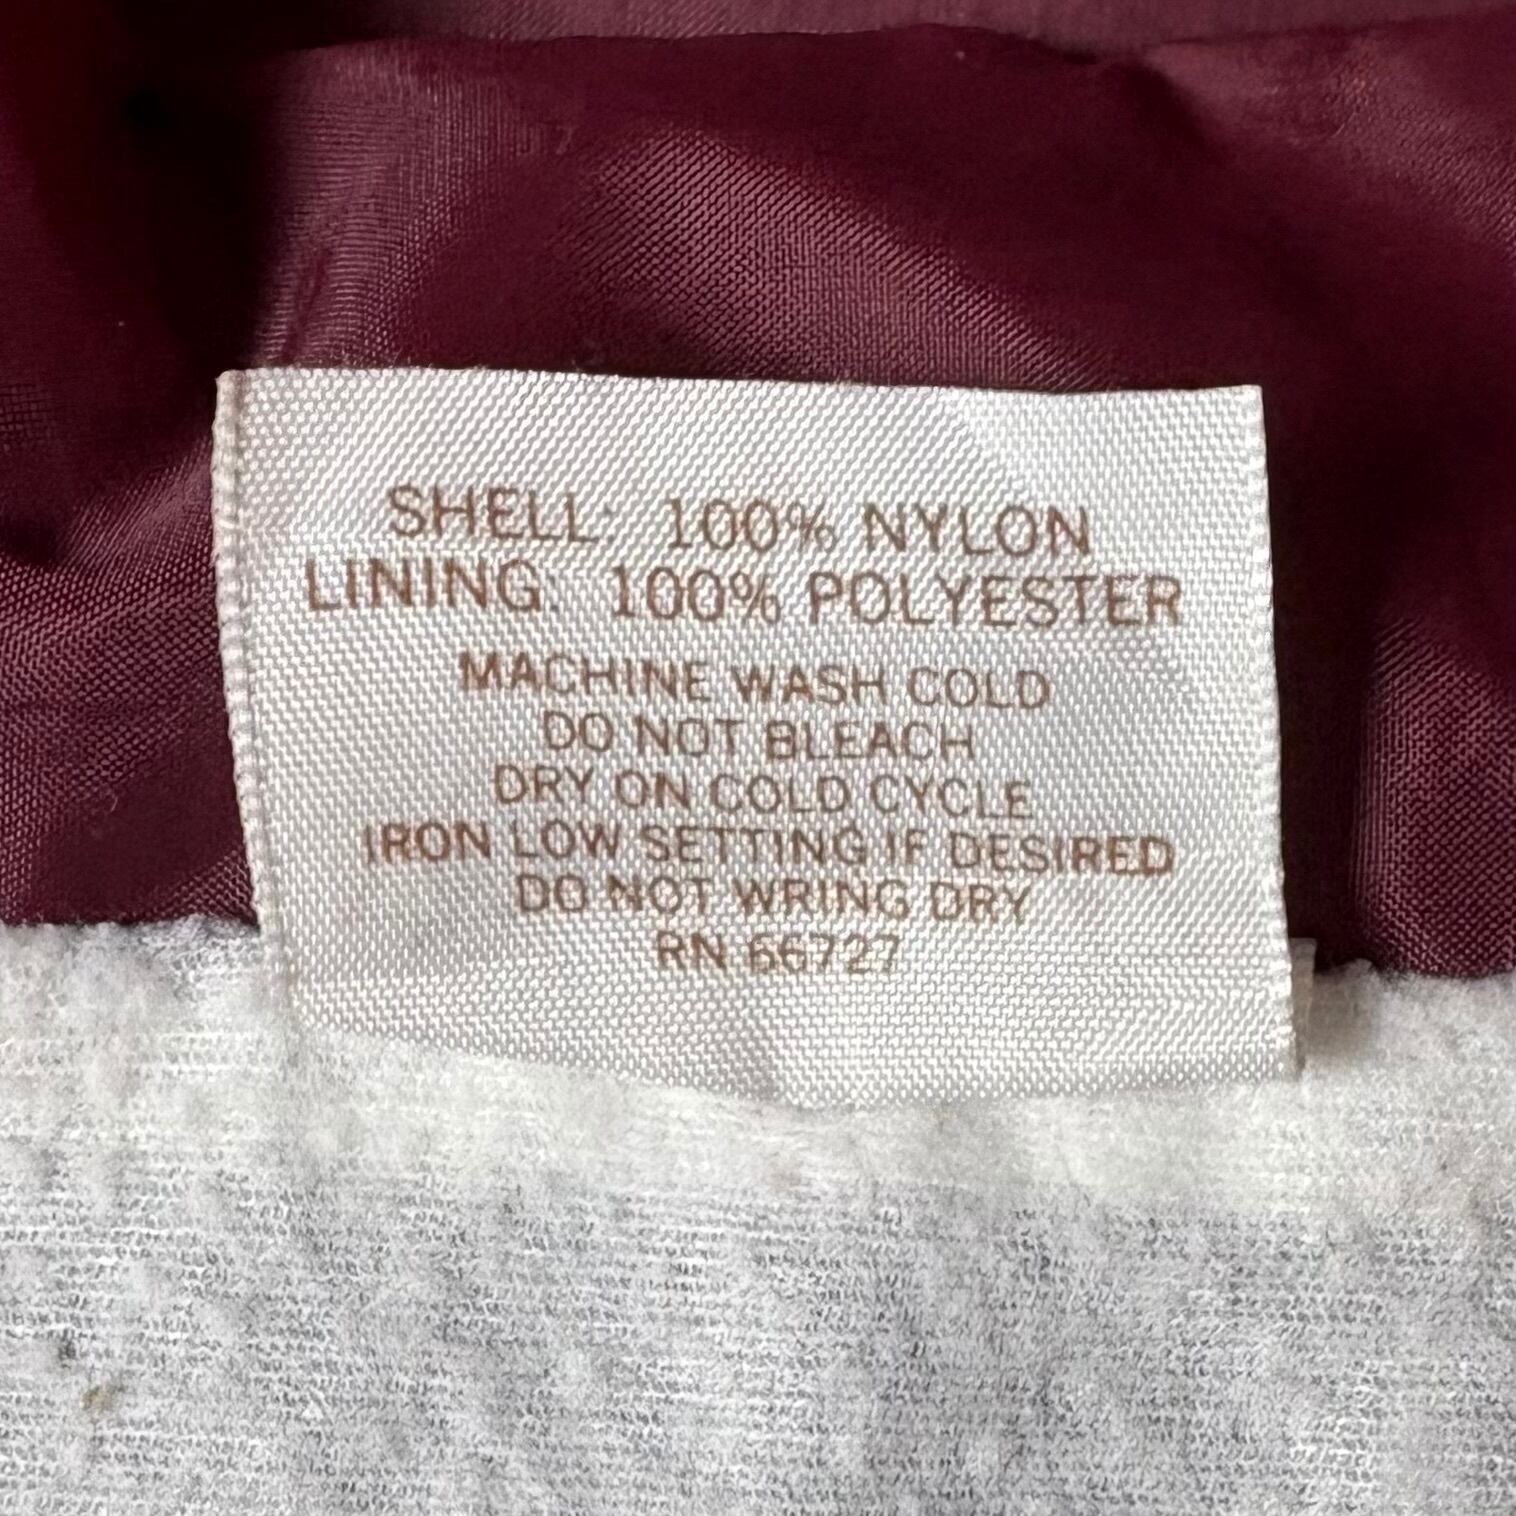 SHELL: 100% NYLON
LINING: 100% POLYESTER
MACHINE WASH COLD
DO NOT BLEACH
DRY ON COLD CYCLE
IRON LOW SETTING IF DESIRED
DO NOT WRING DRY
RN 66727